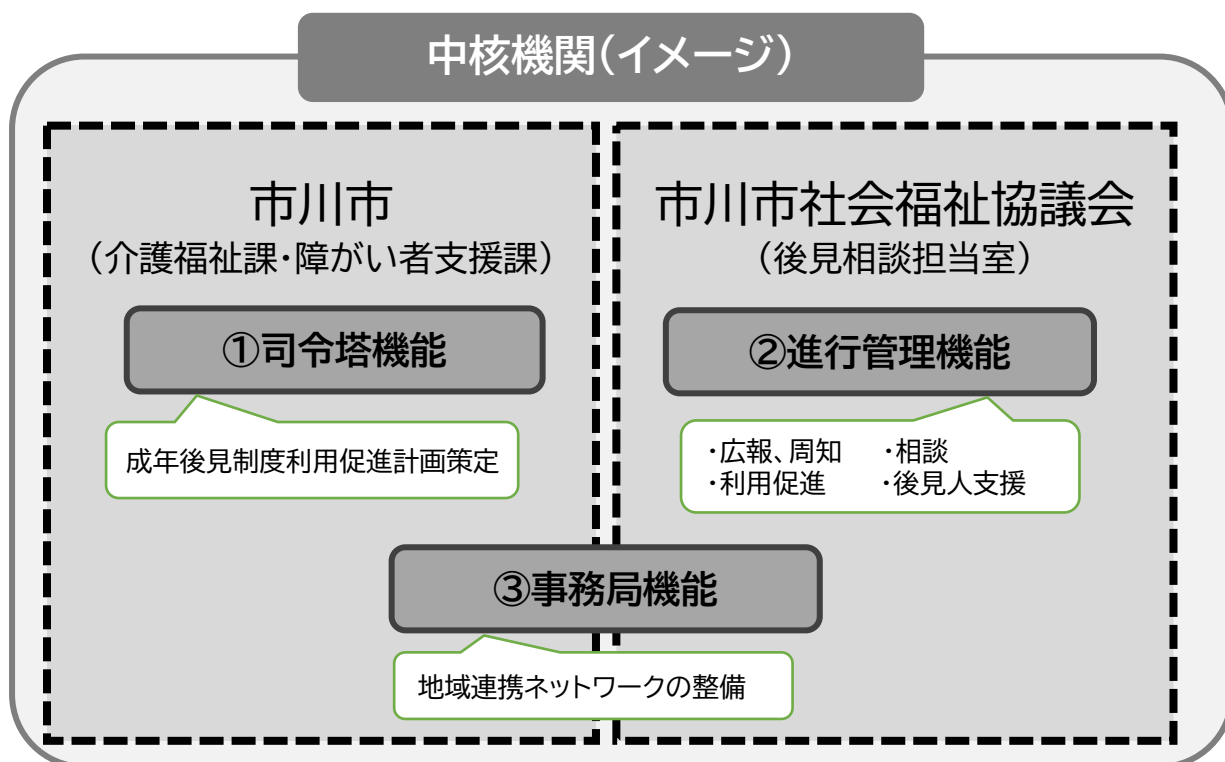 中核機関(イメージ)
市川市
(介護福祉課・障がい者支援課)
①司令塔機能
成年後見制度利用促進計画策定
市川市社会福祉協議会
(後見相談担当室)
②進行管理機能
・広報、周知 ・相談
・利用促進 ・後見人支援
③事務局機能
地域連携ネットワークの整備